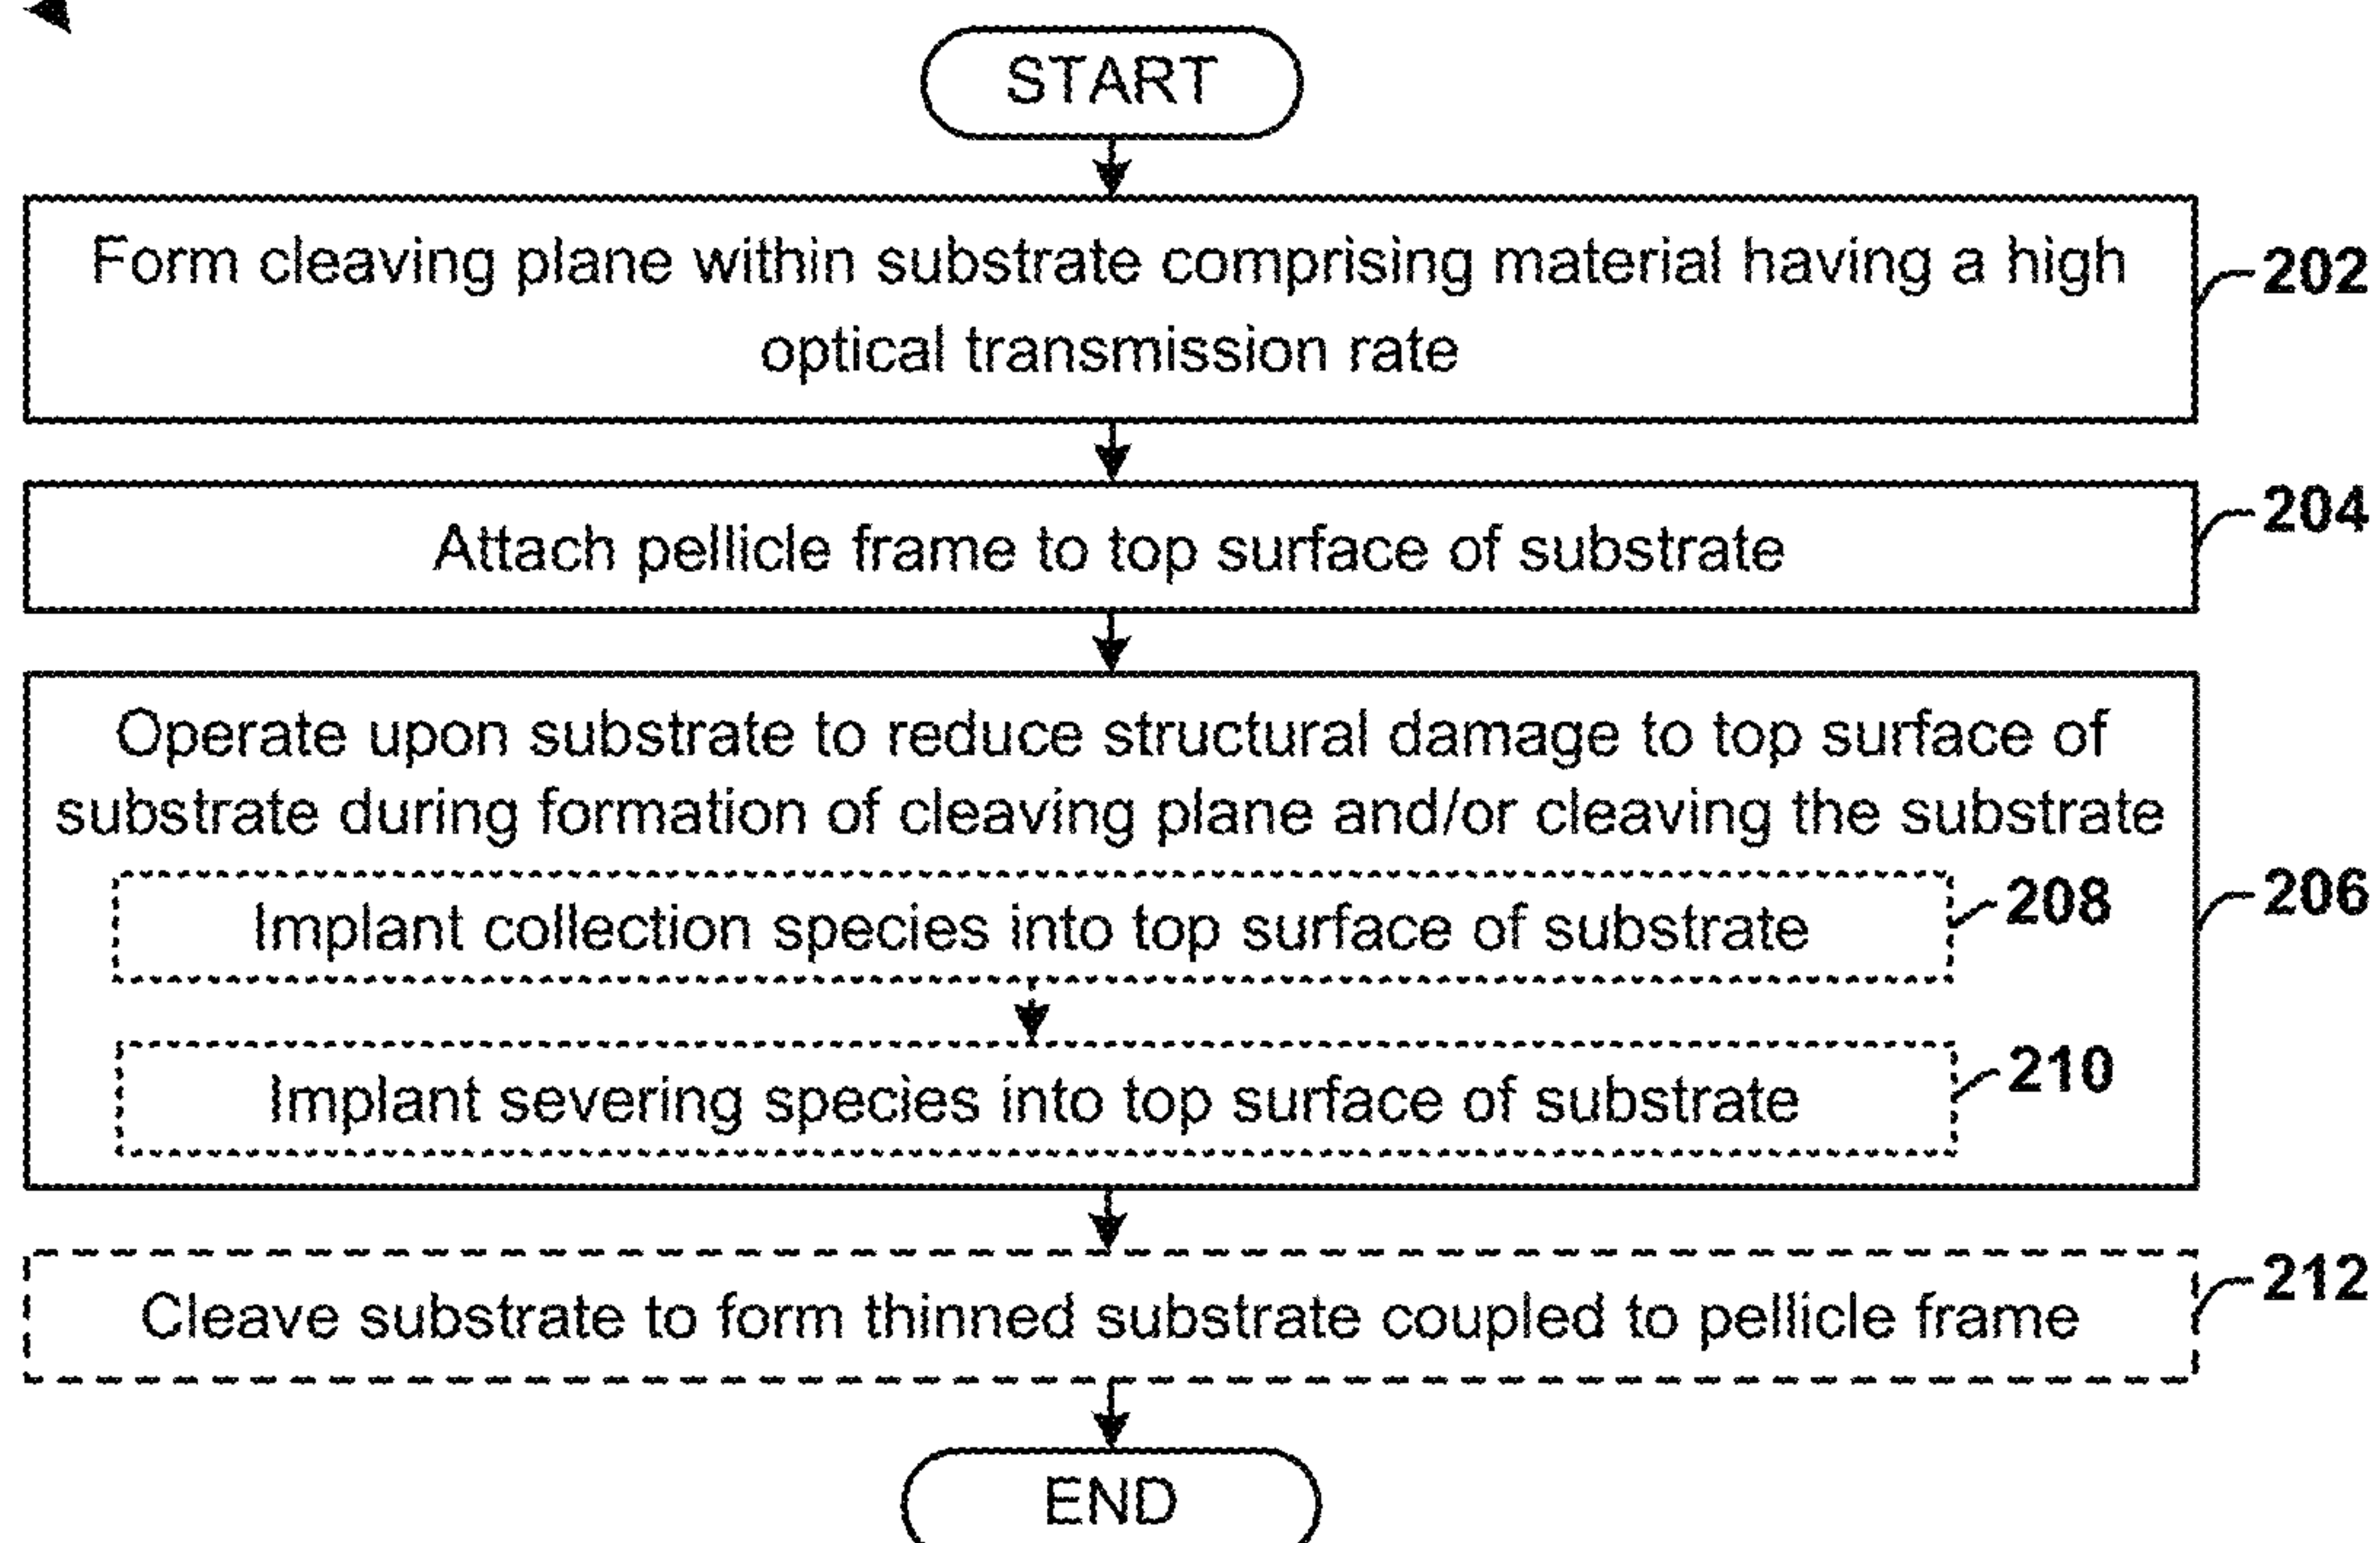 START
Form cleaving plane within substrate comprising material having a high
optical transmission rate
202
Attach pellicle frame to top surface of substrate
204
Operate upon substrate to reduce structural damage to top surface of
substrate during formation of cleaving plane and/or cleaving the substrate
206
Implant collection species into top surface of substrate
208
Implant severing species into top surface of substrate
210
Cleave substrate to form thinned substrate coupled to pellicle frame
212
END